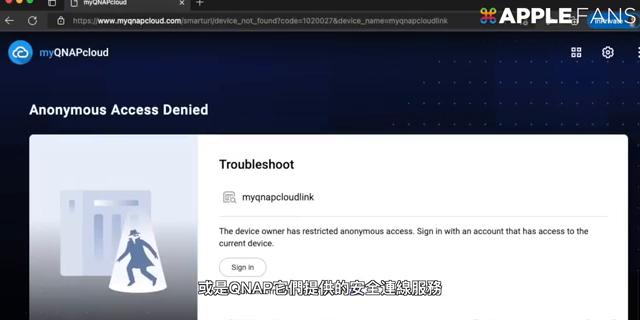 myQNAPcloud
https://www.myqnapcloud.com/smarturl/device_not_found?code=1020027&device_name=myqnapcloudlink
InPrivate
APPLEFANS
myQNAPcloud
Anonymous Access Denied
Troubleshoot
myqnapcloudlink
The device owner has restricted anonymous access. Sign in with an account that has access to the
current device.
Sign in
或是QNAP它們提供的安全連線服務